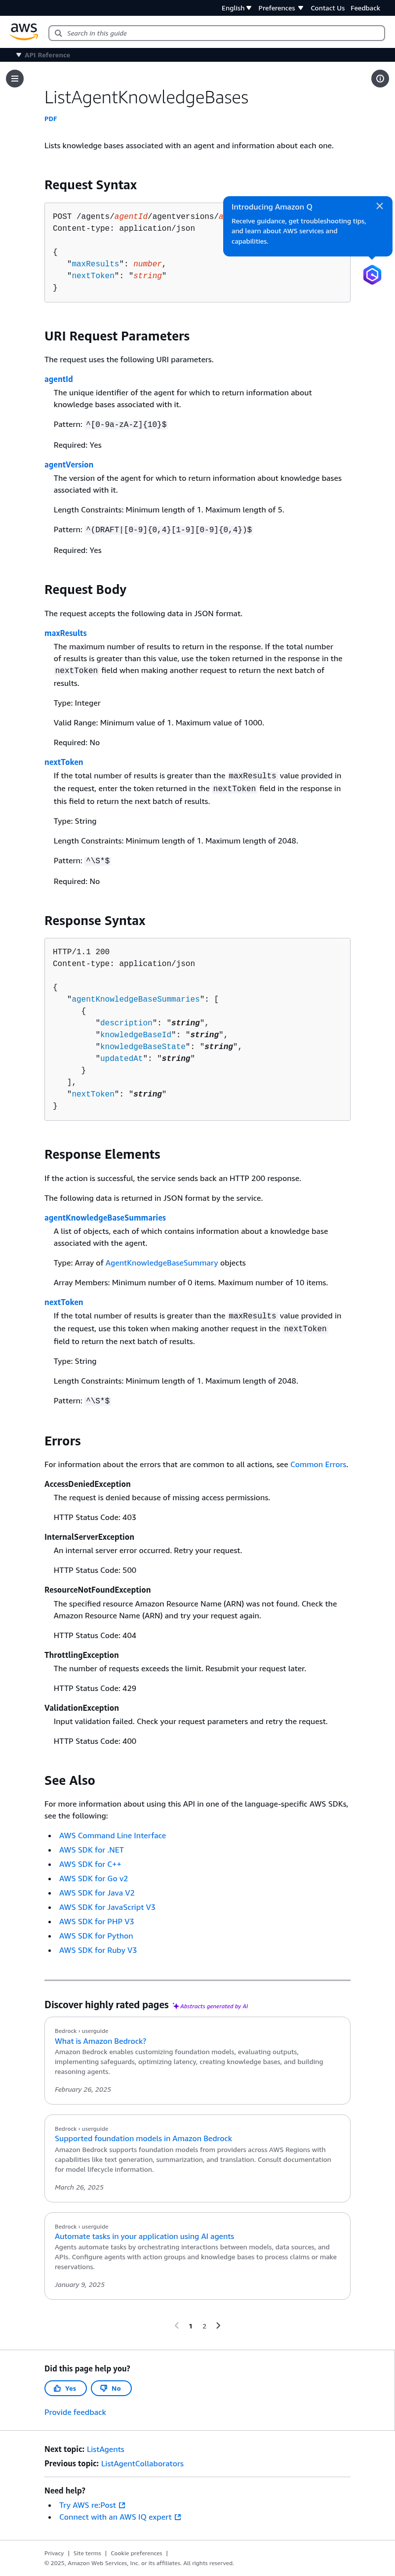 English Preferences Contact Us Feedback
aws
Search in this guide
API Reference
ListAgentKnowledgeBases
PDF
Lists knowledge bases associated with an agent and information about each one.
Request Syntax
POST /agents/agentId/agentversions/
Content-type: application/json
{
"maxResults": number,
"nextToken": "string"
}
Introducing Amazon Q
Receive guidance, get troubleshooting tips,
and learn about AWS services and
capabilities.
URI Request Parameters
The request uses the following URI parameters.
agentId
The unique identifier of the agent for which to return information about
knowledge bases associated with it.
Pattern: ^[0-9a-zA-Z]{10}$
Required: Yes
agentVersion
The version of the agent for which to return information about knowledge bases
associated with it.
Length Constraints: Minimum length of 1. Maximum length of 5.
Pattern: ^(DRAFT|[0-9]{0,4}[1-9][0-9]{0,4})$
Required: Yes
Request Body
The request accepts the following data in JSON format.
maxResults
The maximum number of results to return in the response. If the total number
of results is greater than this value, use the token returned in the response in the
nextToken field when making another request to return the next batch of
results.
Type: Integer
Valid Range: Minimum value of 1. Maximum value of 1000.
Required: No
nextToken
If the total number of results is greater than the maxResults value provided in
the request, enter the token returned in the nextToken field in the response in
this field to return the next batch of results.
Type: String
Length Constraints: Minimum length of 1. Maximum length of 2048.
Pattern: ^\S*$
Required: No
Response Syntax
HTTP/1.1 200
Content-type: application/json
{
"agentKnowledgeBaseSummaries": [
{
"description": "string",
"knowledgeBaseId": "string",
"knowledgeBaseState": "string",
"updatedAt": "string"
}
],
"nextToken": "string"
}
Response Elements
If the action is successful, the service sends back an HTTP 200 response.
The following data is returned in JSON format by the service.
agentKnowledgeBaseSummaries
A list of objects, each of which contains information about a knowledge base
associated with the agent.
Type: Array of AgentKnowledgeBaseSummary objects
Array Members: Minimum number of 0 items. Maximum number of 10 items.
nextToken
If the total number of results is greater than the maxResults value provided in
the request, use this token when making another request in the nextToken
field to return the next batch of results.
Type: String
Length Constraints: Minimum length of 1. Maximum length of 2048.
Pattern: ^\S*$
Errors
For information about the errors that are common to all actions, see Common Errors.
AccessDeniedException
The request is denied because of missing access permissions.
HTTP Status Code: 403
InternalServerException
An internal server error occurred. Retry your request.
HTTP Status Code: 500
ResourceNotFoundException
The specified resource Amazon Resource Name (ARN) was not found. Check the
Amazon Resource Name (ARN) and try your request again.
HTTP Status Code: 404
ThrottlingException
The number of requests exceeds the limit. Resubmit your request later.
HTTP Status Code: 429
ValidationException
Input validation failed. Check your request parameters and retry the request.
HTTP Status Code: 400
See Also
For more information about using this API in one of the language-specific AWS SDKs,
see the following:
• AWS Command Line Interface
• AWS SDK for .NET
• AWS SDK for C++
• AWS SDK for Go v2
• AWS SDK for Java V2
• AWS SDK for JavaScript V3
• AWS SDK for PHP V3
• AWS SDK for Python
• AWS SDK for Ruby V3
Discover highly rated pages Abstracts generated by AI
Bedrock › userguide
What is Amazon Bedrock?
Amazon Bedrock enables customizing foundation models, evaluating outputs,
implementing safeguards, optimizing latency, creating knowledge bases, and building
reasoning agents.
February 26, 2025
Bedrock › userguide
Supported foundation models in Amazon Bedrock
Amazon Bedrock supports foundation models from providers across AWS Regions with
capabilities like text generation, summarization, and translation. Consult documentation
for model lifecycle information.
March 26, 2025
Bedrock › userguide
Automate tasks in your application using AI agents
Agents automate tasks by orchestrating interactions between models, data sources, and
APIs. Configure agents with action groups and knowledge bases to process claims or make
reservations.
January 9, 2025
1 2
Did this page help you?
Yes No
Provide feedback
Next topic: ListAgents
Previous topic: ListAgentCollaborators
Need help?
• Try AWS re:Post
• Connect with an AWS IQ expert
Privacy | Site terms | Cookie preferences |
© 2025, Amazon Web Services, Inc. or its affiliates. All rights reserved.